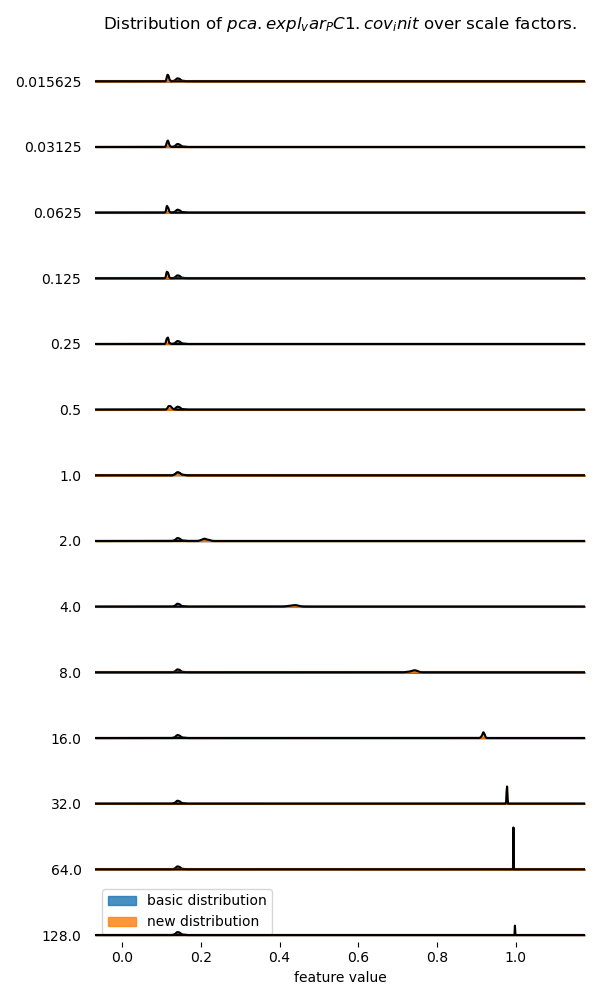 Distribution of pca.expl_var_PC1.cov_init over scale factors.
0.015625
0.03125
0.0625
0.125
0.25
0.5
1.0
2.0
4.0
8.0
16.0
32.0
64.0
128.0
basic distribution
new distribution
0.0 0.2 0.4 0.6 0.8 1.0
feature value